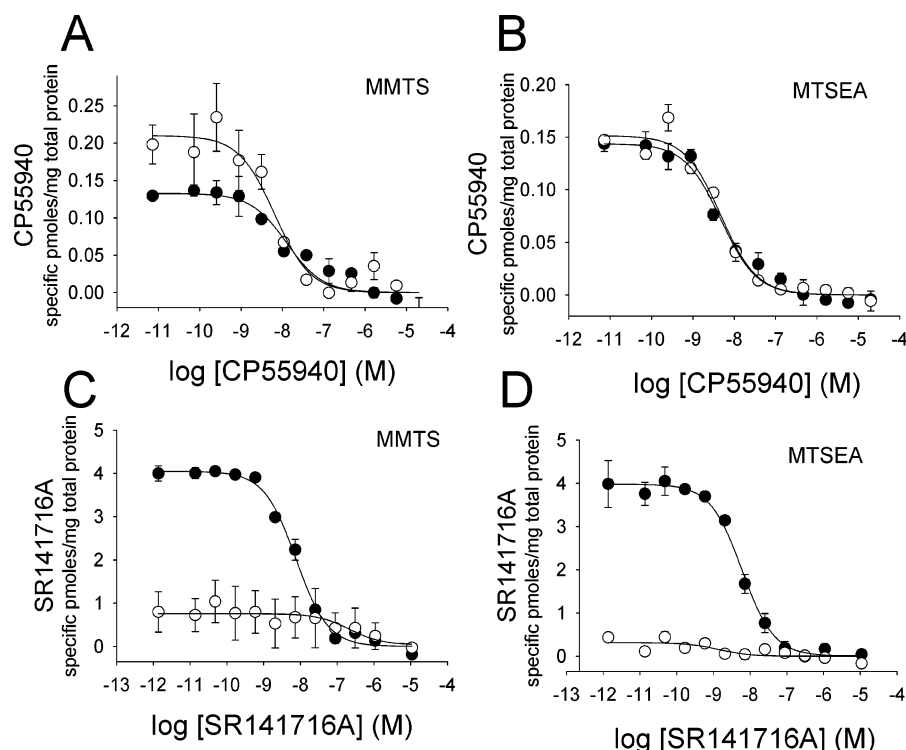 A
MMTS
CP55940
specific pmoles/mg total protein
0.25
0.20
0.15
0.10
0.05
0.00
-12 -11 -10 -9 -8 -7 -6 -5 -4
log [CP55940] (M)
B
MTSEA
CP55940
specific pmoles/mg total protein
0.20
0.15
0.10
0.05
0.00
-12 -11 -10 -9 -8 -7 -6 -5 -4
log [CP55940] (M)
C
MMTS
SR141716A
specific pmoles/mg total protein
5
4
3
2
1
0
-13 -12 -11 -10 -9 -8 -7 -6 -5 -4
log [SR141716A] (M)
D
MTSEA
SR141716A
specific pmoles/mg total protein
5
4
3
2
1
0
-13 -12 -11 -10 -9 -8 -7 -6 -5 -4
log [SR141716A] (M)